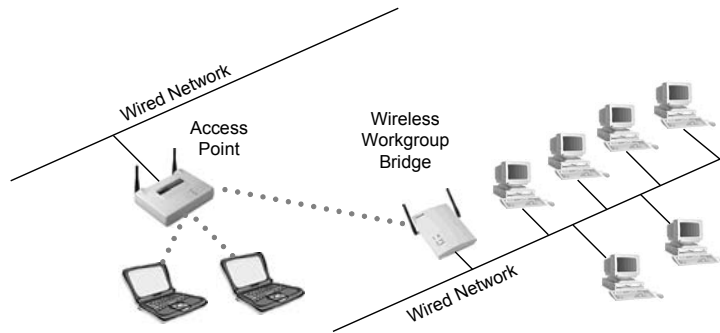 Wired Network
Access
Point
Wireless
Workgroup
Bridge
Wired Network